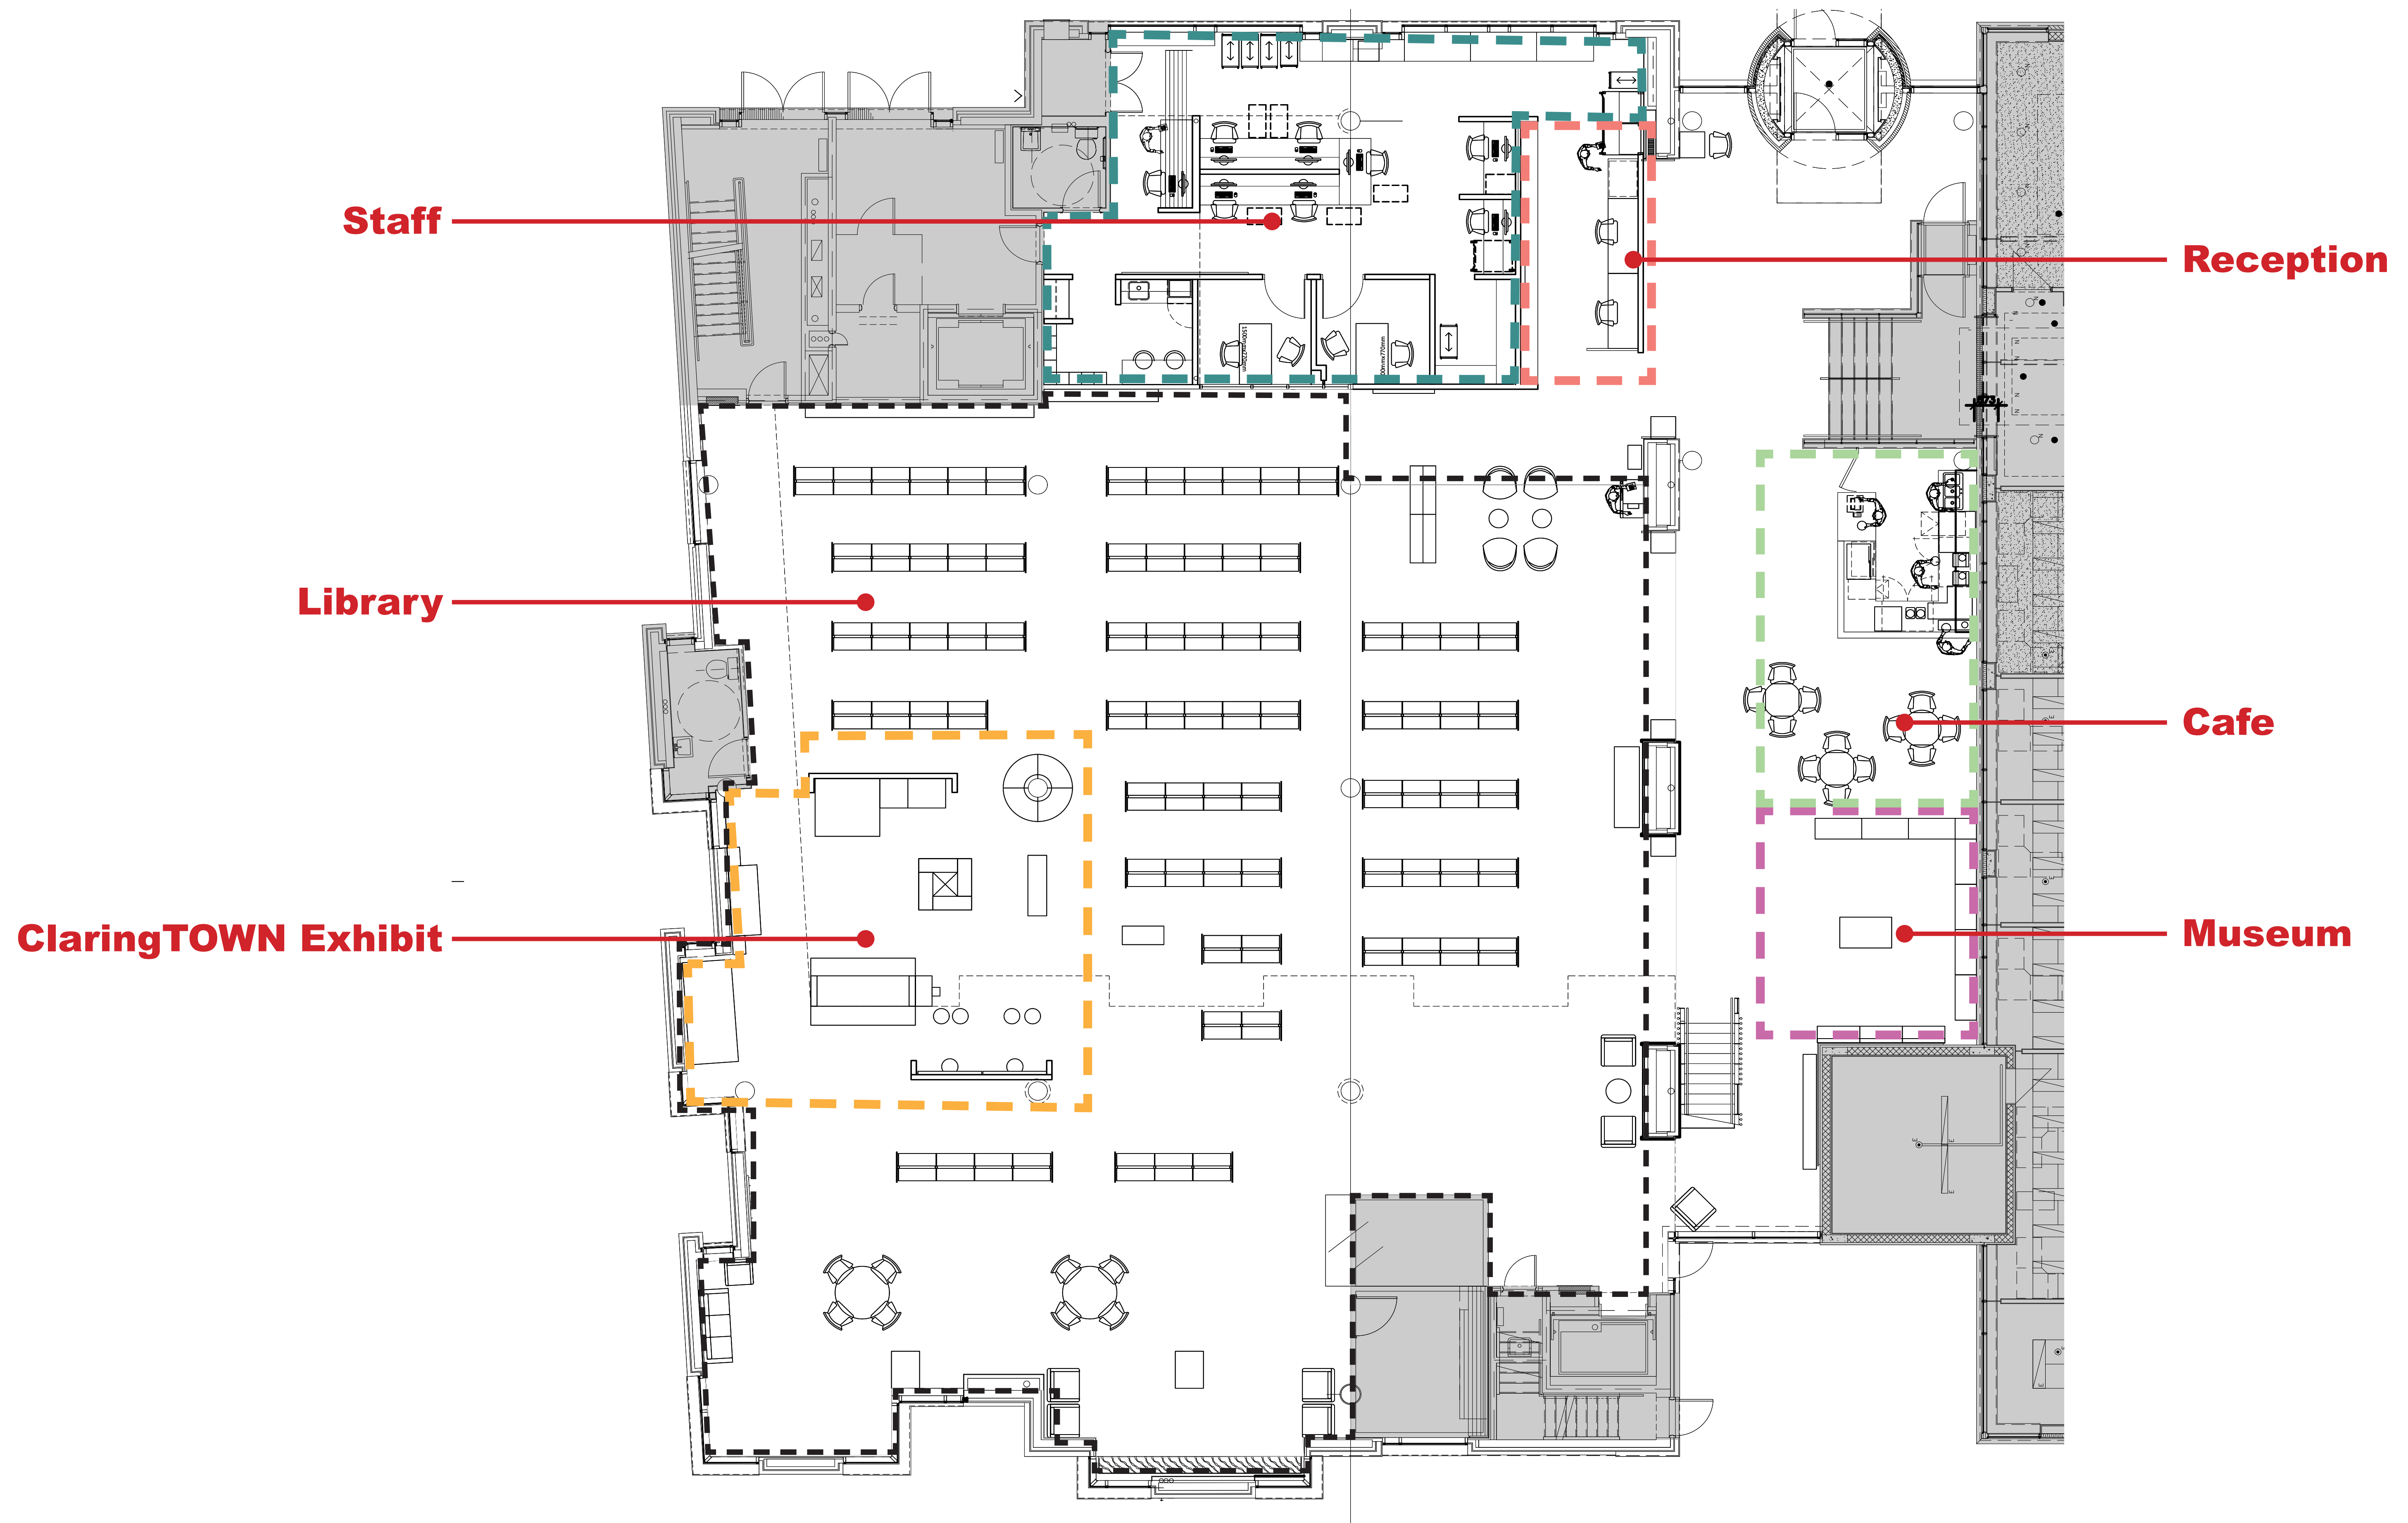 Staff
Reception
Library
Cafe
ClaringTOWN Exhibit
Museum